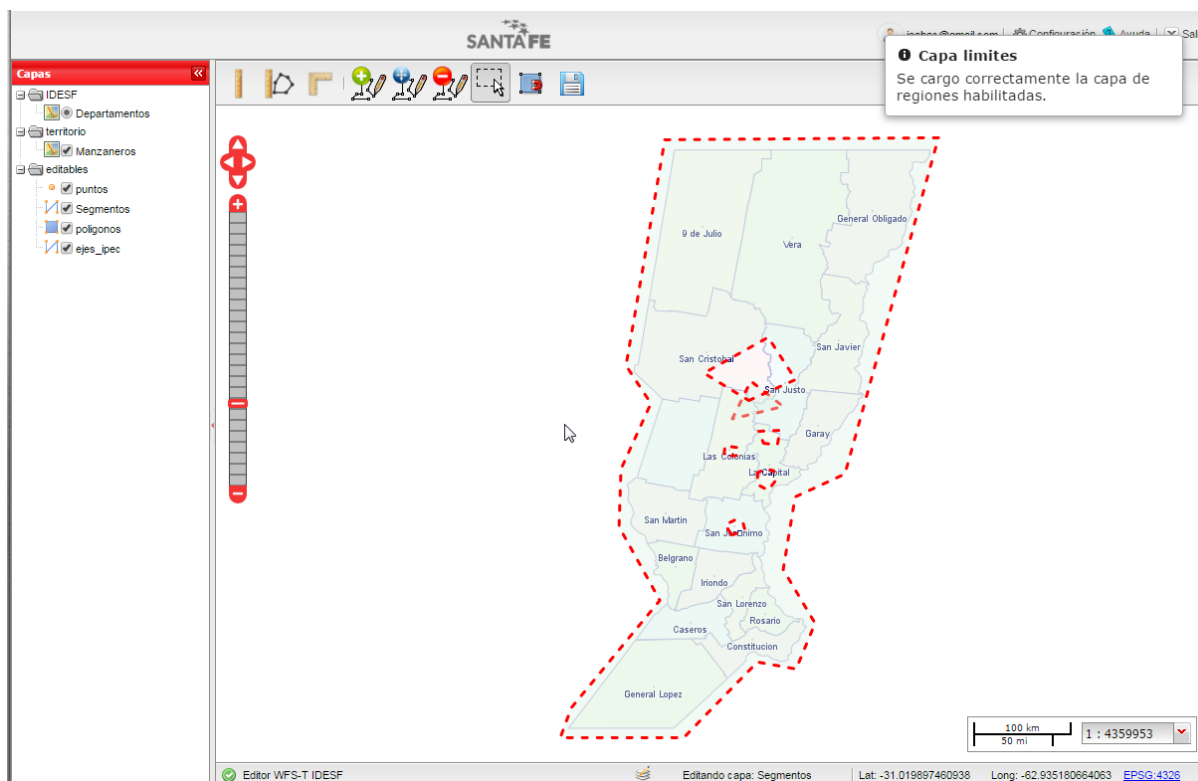 SANTA FE
Configuración Ayuda Sal
Capa limites
Se cargo correctamente la capa de
regiones habilitadas.
Capas
IDESF
Departamentos
territorio
Manzaneros
editables
puntos
Segmentos
poligonos
ejes_ipec
General Obligado
9 de Julio
Vera
San Javier
San Cristobal
San Justo
Garay
Las Colonias
La Capital
San Martin
San Jeronimo
Belgrano
Iriondo
San Lorenzo
Rosario
Caseros
Constitucion
General Lopez
100 km
50 mi
1 : 4359953
Editor WFS-T IDESF
Editando capa: Segmentos
Lat: -31.019897460938
Long: -62.935180664063
EPSG:4326